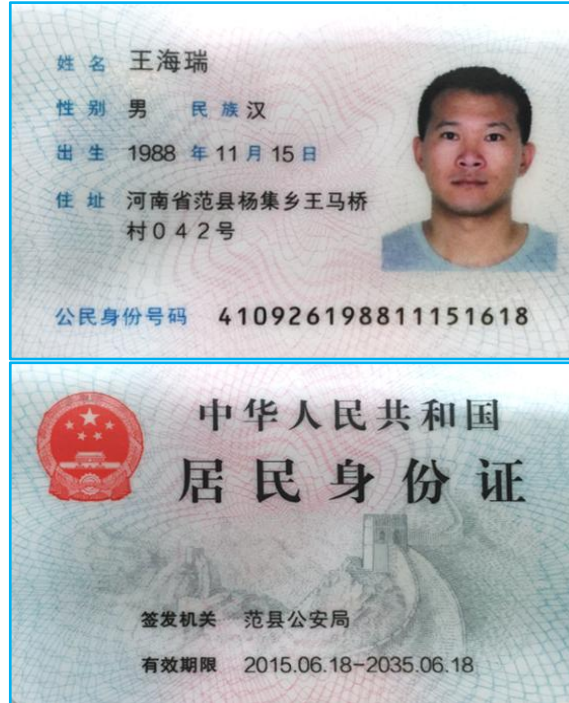 姓名 王海瑞
性别 男 民族 汉
出生 1988 年 11 月 15 日
住址 河南省范县杨集乡王马桥
村042号
公民身份号码 410926198811151618
中华人民共和国
居民身份证
签发机关 范县公安局
有效期限 2015.06.18-2035.06.18